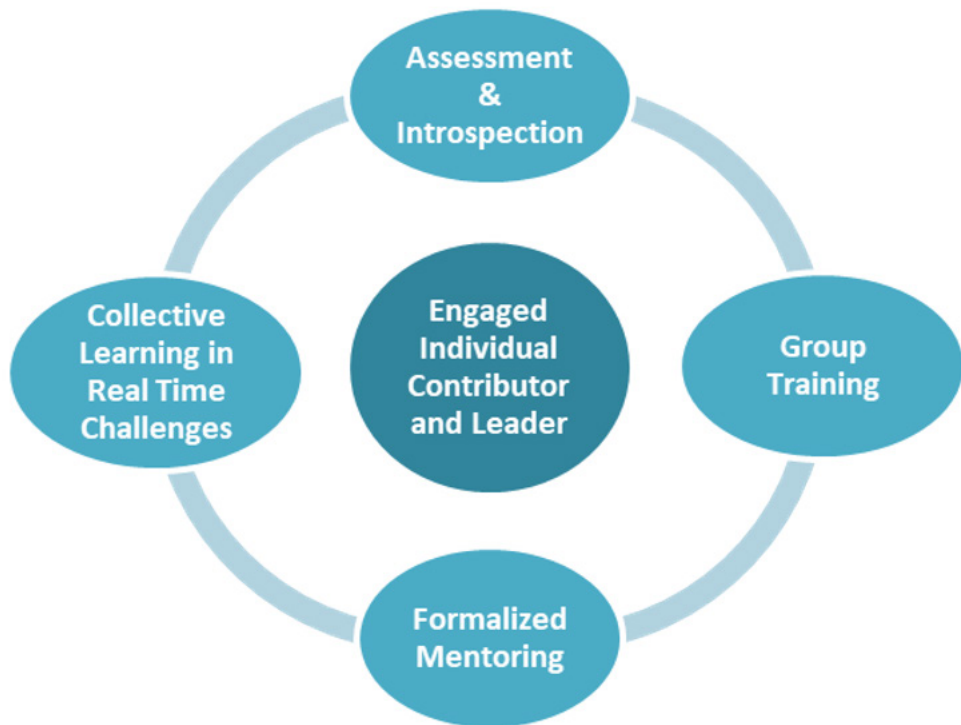 Assessment
&
Introspection
Collective
Learning in
Real Time
Challenges
Engaged
Individual
Contributor
and Leader
Group
Training
Formalized
Mentoring